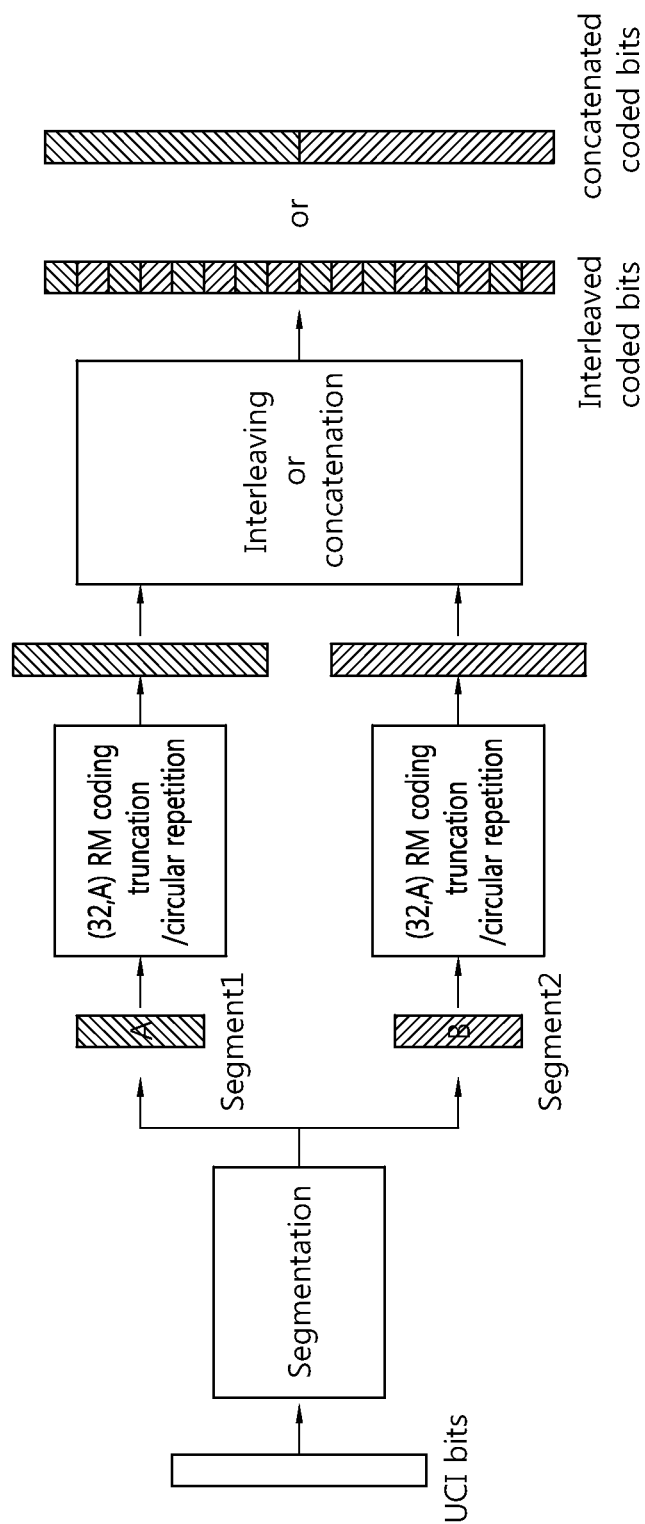 UCI bits
Segmentation
A
Segment1
B
Segment2
(32,A) RM coding
truncation
/circular repetition
(32,A) RM coding
truncation
/circular repetition
Interleaving
or
concatenation
Interleaved
coded bits
or
concatenated
coded bits